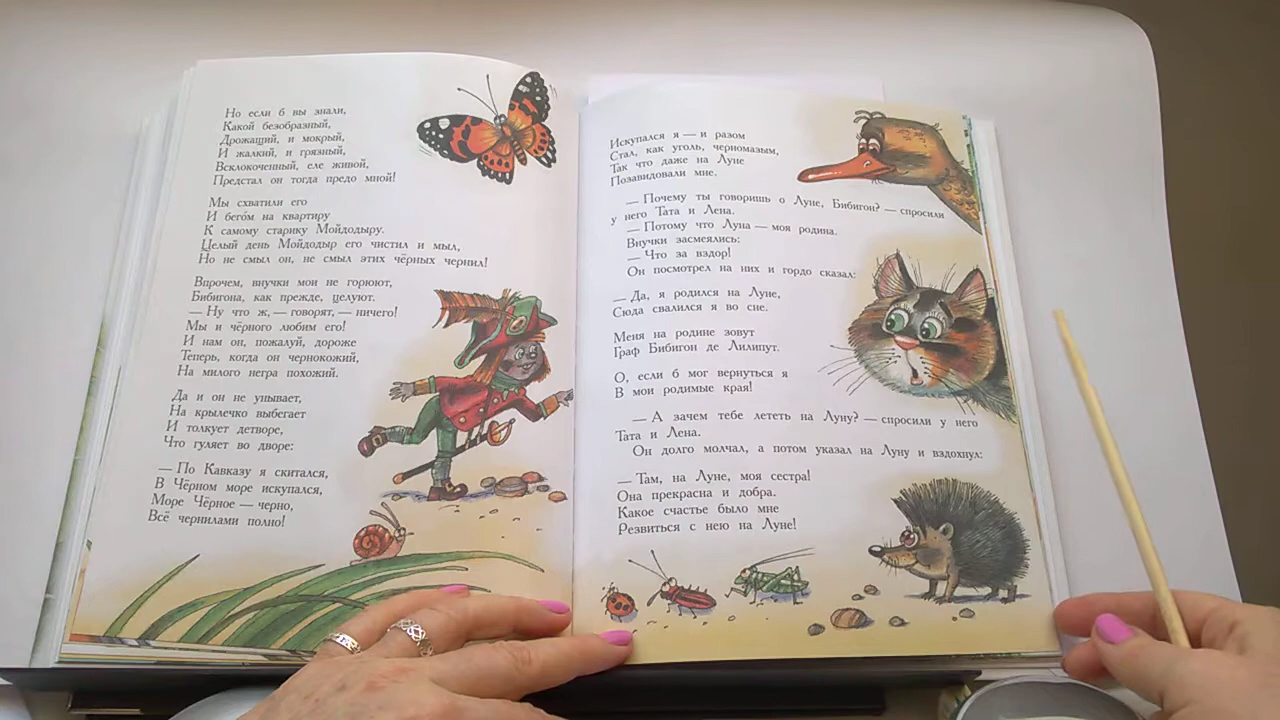 Но если б вы знали,
Какой безобразный,
Дрожащий, и мокрый,
И жалкий, и грязный,
Всклокоченный, еле живой,
Предстал он тогда предо мной!
Мы схватили его
И бего́м на квартиру
К самому старику Мойдодыру.
Целый день Мойдодыр его чистил и мыл,
Но не смыл он, не смыл этих чёрных чернил!
Впрочем, внучки мои не горюют,
Бибигона, как прежде, целуют.
— Ну что ж, — говорят, — ничего!
Мы и чёрного любим его!
И нам он, пожалуй, дороже
Теперь, когда он чернокожий,
На милого негра похожий.
Да и он не унывает,
На крылечко выбегает
И толкует детворе,
Что гуляет во дворе:
— По Кавказу я скитался,
В Чёрном море искупался,
Море Чёрное — черно,
Всё чернилами полно!
Искупался я — и разом
Стал, как уголь, черномазым,
Так что даже на Луне
Позавидовали мне.
— Почему ты говоришь о Луне, Бибигон? — спросили
у него Тата и Лена.
— Потому что Луна — моя родина.
Внучки засмеялись:
— Что за вздор!
Он посмотрел на них и гордо сказал:
— Да, я родился на Луне,
Сюда свалился я во сне.
Меня на родине зовут
Граф Бибигон де Лилипут.
О, если б мог вернуться я
В мои родимые края!
— А зачем тебе лететь на Луну? — спросили у него
Тата и Лена.
Он долго молчал, а потом указал на Луну и вздохнул:
— Там, на Луне, моя сестра!
Она прекрасна и добра.
Какое счастье было мне
Резвиться с нею на Луне!